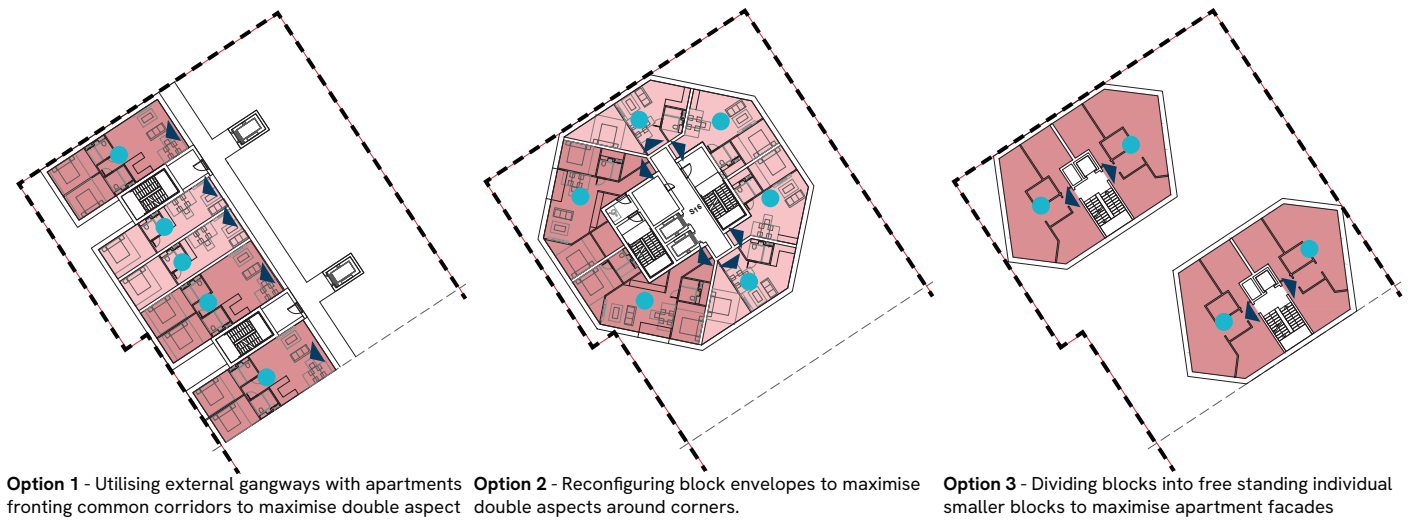 S16
Option 1 - Utilising external gangways with apartments
fronting common corridors to maximise double aspect
Option 2 - Reconfiguring block envelopes to maximise
double aspects around corners.
Option 3 - Dividing blocks into free standing individual
smaller blocks to maximise apartment facades